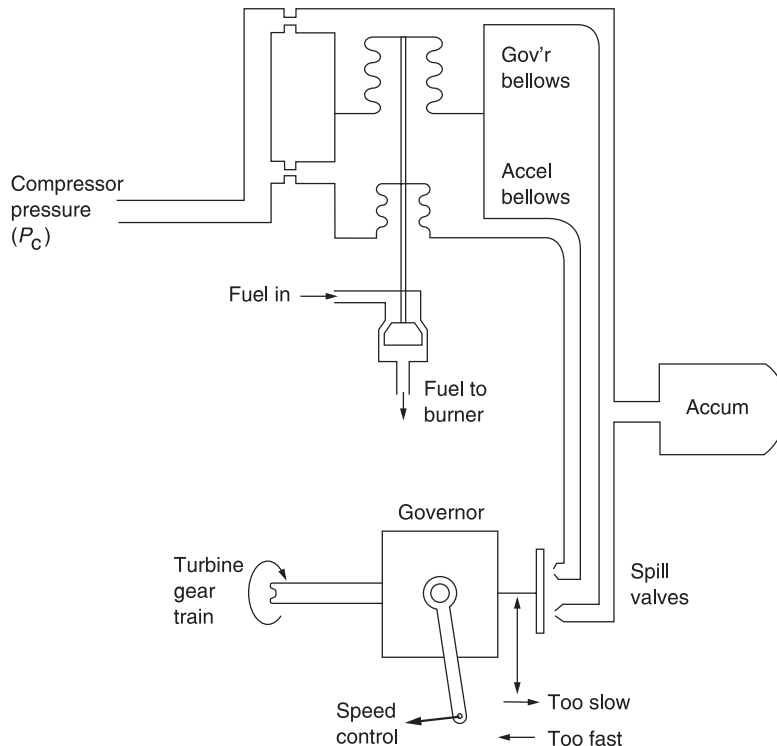 Gov'r
bellows
Accel
bellows
Compressor
pressure
(PC)
Fuel in
Fuel to
burner
Accum
Governor
Turbine
gear
train
Spill
valves
Too slow
Speed
control
Too fast